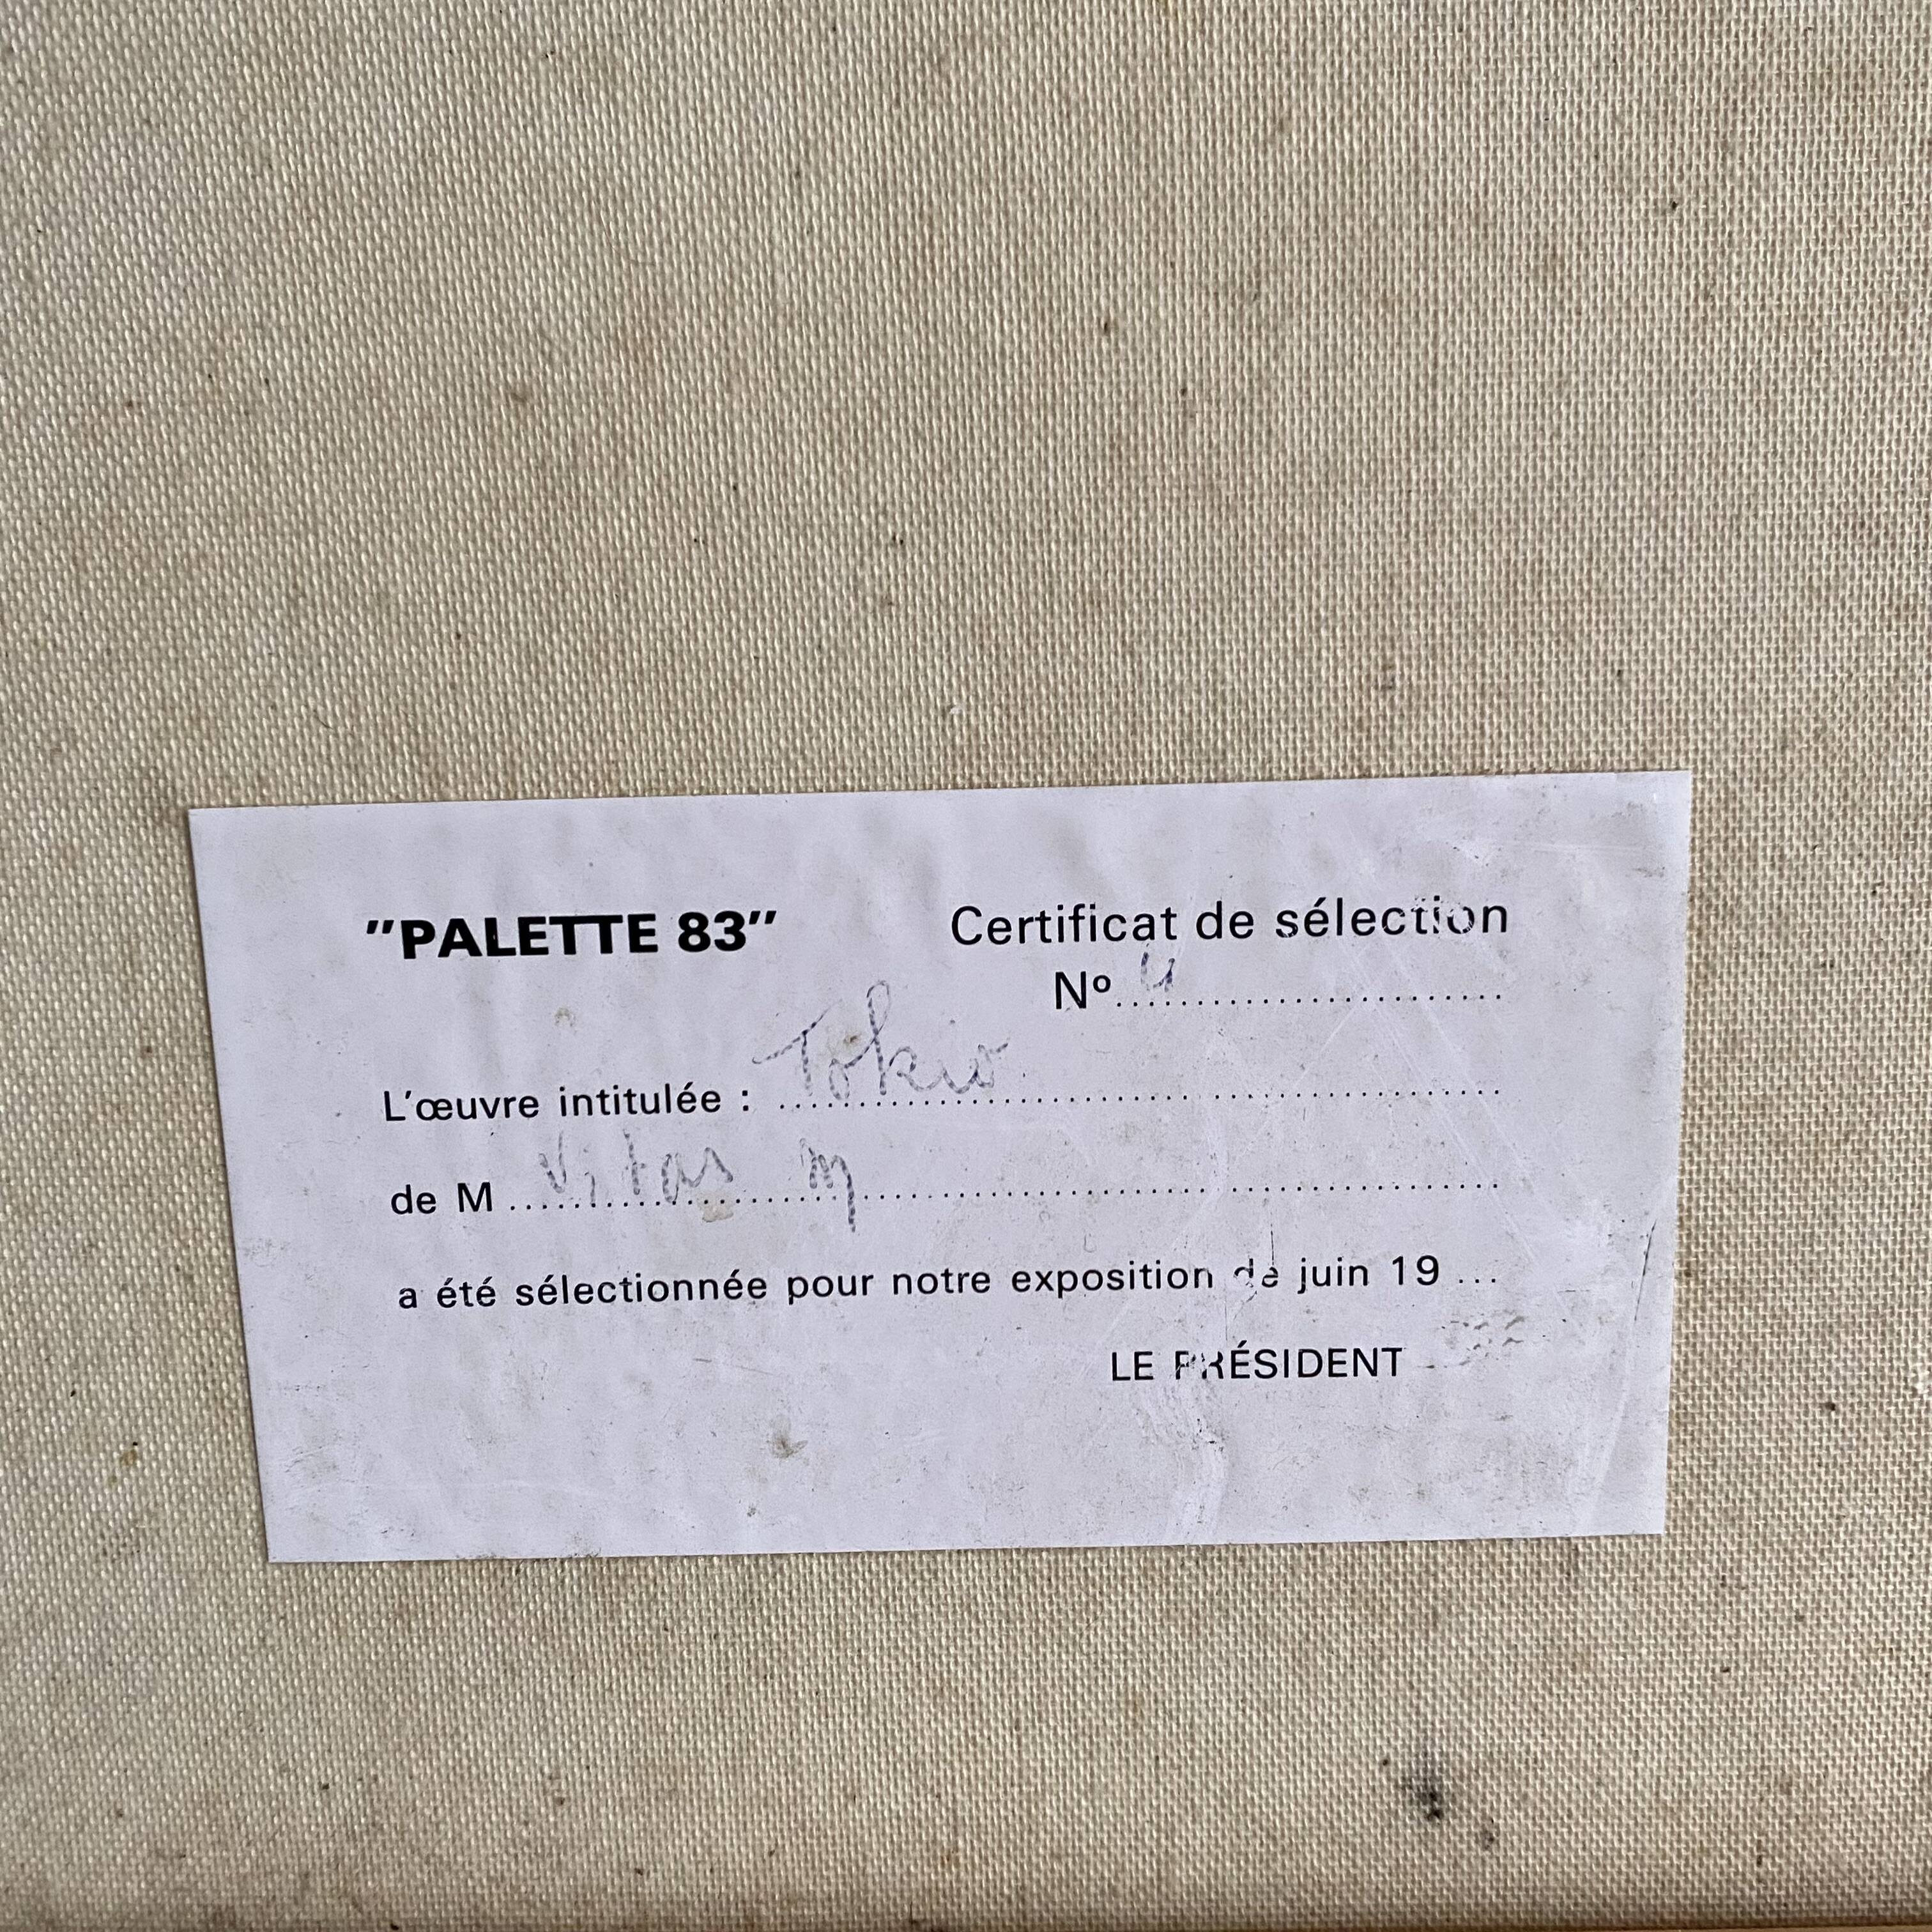 "PALETTE 83"
Certificat de sélection
Nº 4
L'œuvre intitulée : Tokio
de M Vitas M
a été sélectionnée pour notre exposition de juin 19 ...
LE PRÉSIDENT